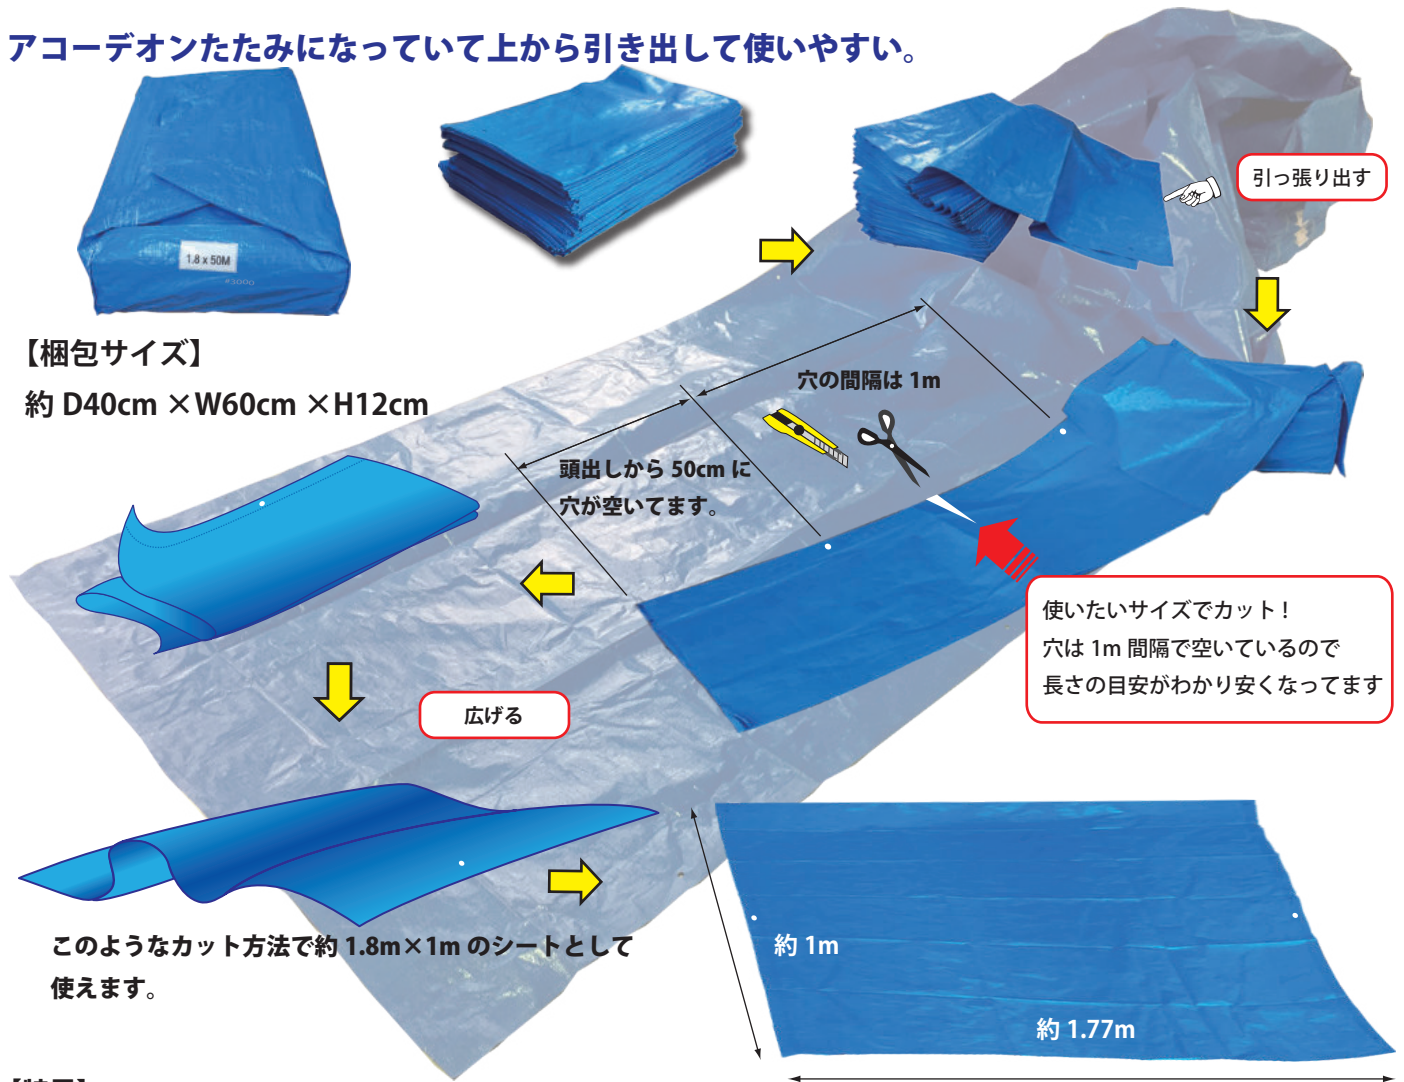 アコーデオンたたみになっていて上から引き出して使いやすい。
1.8 x 50M
#3000
引っ張り出す
【梱包サイズ】
約 D40cm ×W60cm ×H12cm
穴の間隔は 1m
頭出しから 50cm に
穴が空いてます。
使いたいサイズでカット！
穴は 1m 間隔で空いているので
長さの目安がわかり安くなってます
広げる
このようなカット方法で約 1.8m×1m のシートとして
使えます。
約 1m
約 1.77m